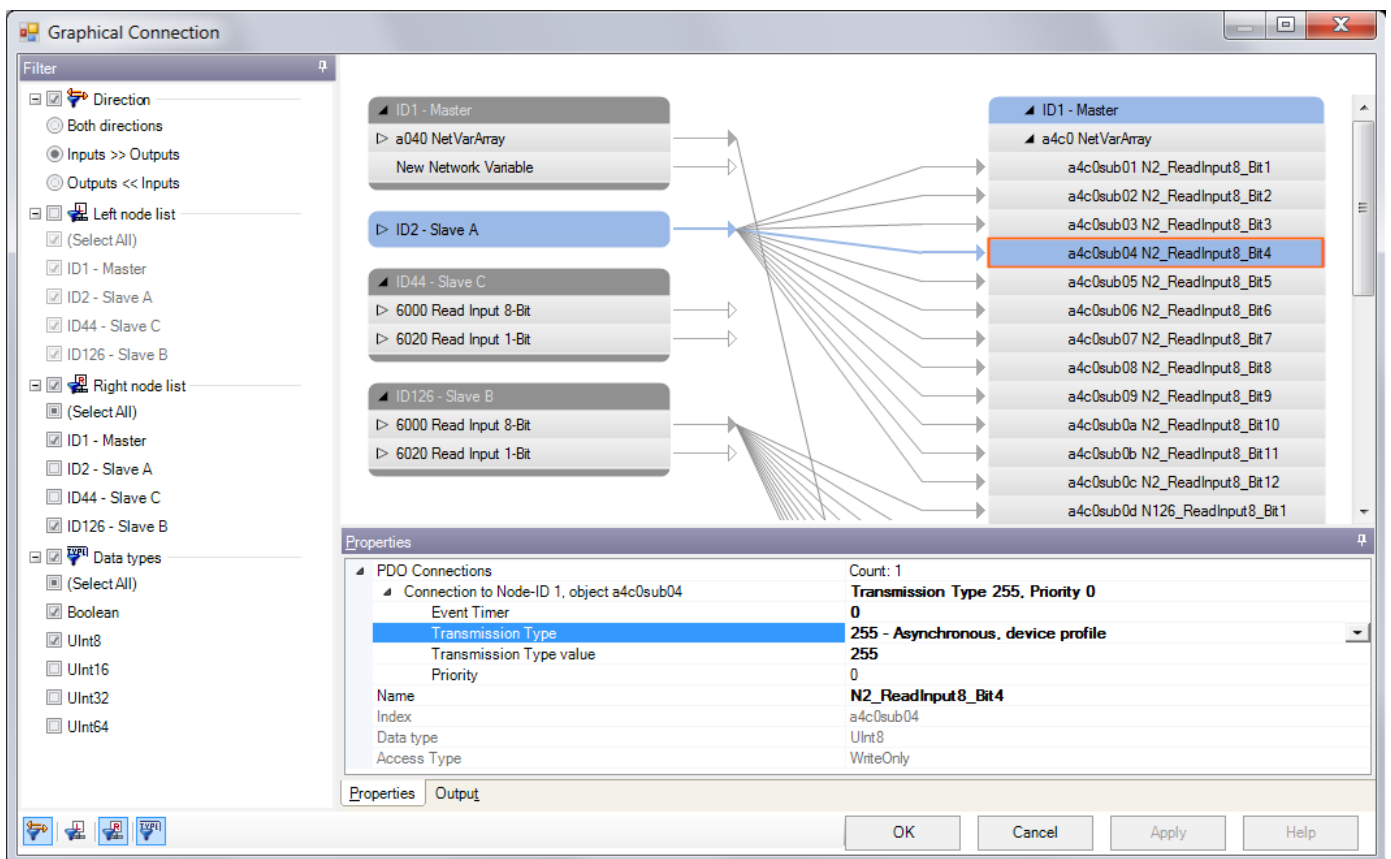 Graphical Connection
Filter
Direction
Both directions
Inputs >> Outputs
Outputs << Inputs
Left node list
(Select All)
ID1 - Master
ID2 - Slave A
ID44 - Slave C
ID126 - Slave B
Right node list
(Select All)
ID1 - Master
ID2 - Slave A
ID44 - Slave C
ID126 - Slave B
Data types
(Select All)
Boolean
UInt8
UInt16
UInt32
UInt64
ID1 - Master
a040 NetVarArray
New Network Variable
ID2 - Slave A
ID44 - Slave C
6000 Read Input 8-Bit
6020 Read Input 1-Bit
ID126 - Slave B
6000 Read Input 8-Bit
6020 Read Input 1-Bit
ID1 - Master
a4c0 NetVarArray
a4c0sub01 N2_ReadInput8_Bit1
a4c0sub02 N2_ReadInput8_Bit2
a4c0sub03 N2_ReadInput8_Bit3
a4c0sub04 N2_ReadInput8_Bit4
a4c0sub05 N2_ReadInput8_Bit5
a4c0sub06 N2_ReadInput8_Bit6
a4c0sub07 N2_ReadInput8_Bit7
a4c0sub08 N2_ReadInput8_Bit8
a4c0sub09 N2_ReadInput8_Bit9
a4c0sub0a N2_ReadInput8_Bit10
a4c0sub0b N2_ReadInput8_Bit11
a4c0sub0c N2_ReadInput8_Bit12
a4c0sub0d N126_ReadInput8_Bit1
Properties
PDO Connections Count: 1
Connection to Node-ID 1, object a4c0sub04 Transmission Type 255, Priority 0
Event Timer 0
Transmission Type 255 - Asynchronous, device profile
Transmission Type value 255
Priority 0
Name N2_ReadInput8_Bit4
Index a4c0sub04
Data type UInt8
Access Type WriteOnly
Properties Output
L R TYPE OK Cancel Apply Help